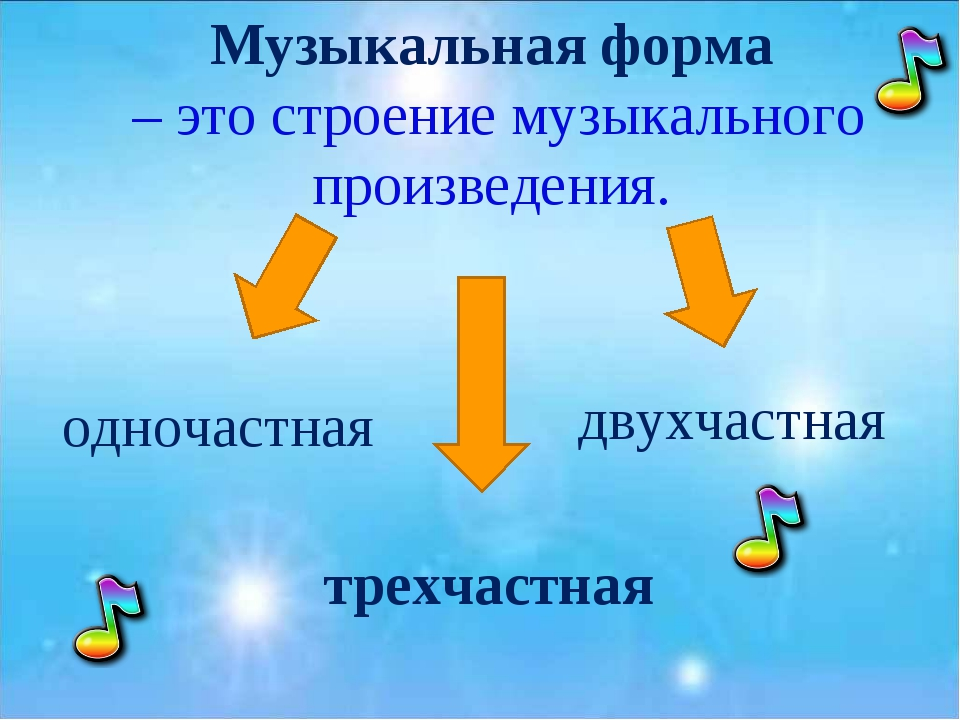 Музыкальная форма
– это строение музыкального
произведения.
одночастная
двухчастная
трехчастная